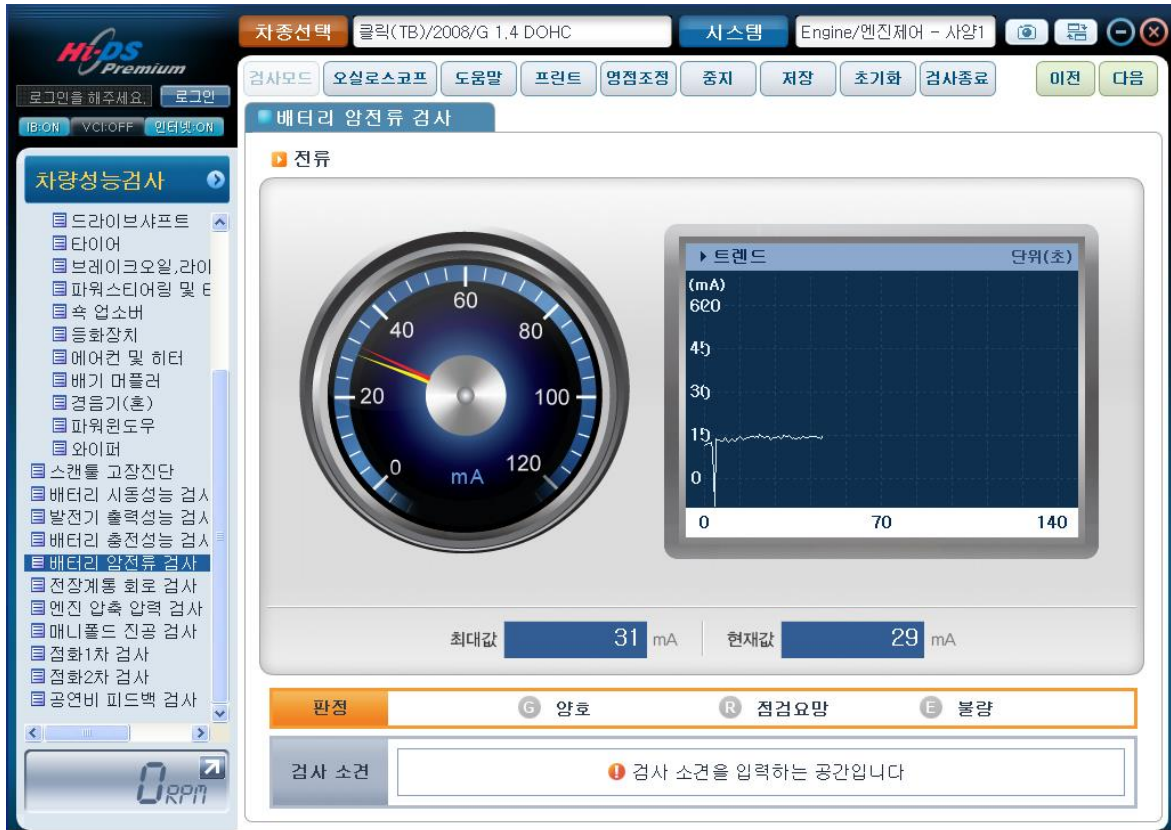 Hi-DS
Premium
로그인을 해주세요.
로그인
IB:ON
VCI:OFF
인터넷:ON
차종선택
클릭(TB)/2008/G 1,4 DOHC
시스템
Engine/엔진제어 - 사양1
검사모드
오실로스코프
도움말
프린트
영점조정
중지
저장
초기화
검사종료
이전
다음
차량성능검사
드라이브샤프트
타이어
브레이크오일,라이
파워스티어링 및
쇽 업소버
등화장치
에어컨 및 히터
배기 머플러
경음기(혼)
파워윈도우
와이퍼
스캔툴 고장진단
배터리 시동성능 검사
발전기 출력성능 검사
배터리 충전성능 검사
배터리 암전류 검사
전장계통 회로 검사
엔진 압축 압력 검사
매니폴드 진공 검사
점화1차 검사
점화2차 검사
공연비 피드백 검사
0 RPM
배터리 암전류 검사
전류
0
20
40
60
80
100
120
mA
트렌드
단위(초)
(mA)
45
30
15
0
0
70
140
최대값
31 mA
현재값
29 mA
판정
G 양호
R 점검요망
E 불량
검사 소견
검사 소견을 입력하는 공간입니다